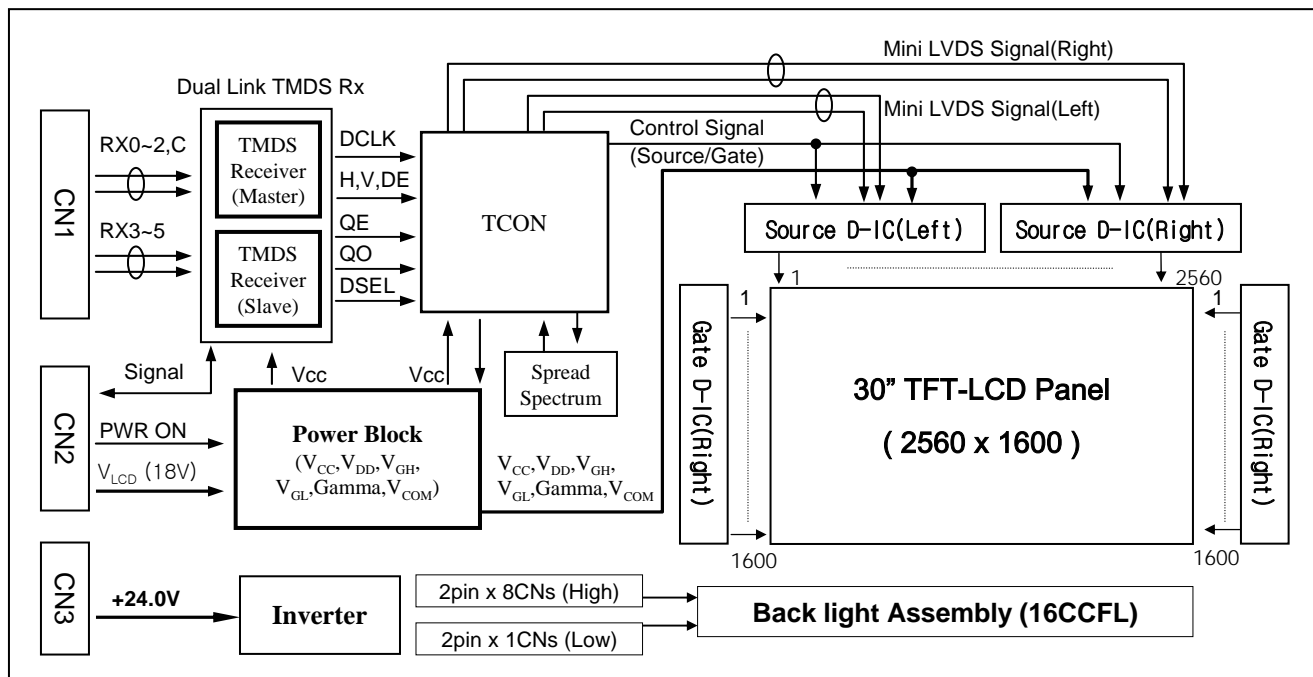 Mini LVDS Signal(Right)
Dual Link TMDS Rx
Mini LVDS Signal(Left)
CN1
RX0~2,C
RX3~5
TMDS
Receiver
(Master)
TMDS
Receiver
(Slave)
DCLK
H,V,DE
QE
QO
DSEL
TCON
Control Signal
(Source/Gate)
Source D-IC(Left)
Source D-IC(Right)
1
2560
Gate D-IC(Right)
1
1600
30” TFT-LCD Panel
( 2560 x 1600 )
1
1600
Gate D-IC(Right)
CN2
Signal
PWR ON
VLCD (18V)
Vcc
Vcc
Spread
Spectrum
Power Block
(VCC,VDD,VGH,
VGL,Gamma,VCOM)
VCC,VDD,VGH,
VGL,Gamma,VCOM
CN3
+24.0V
Inverter
2pin x 8CNs (High)
2pin x 1CNs (Low)
Back light Assembly (16CCFL)